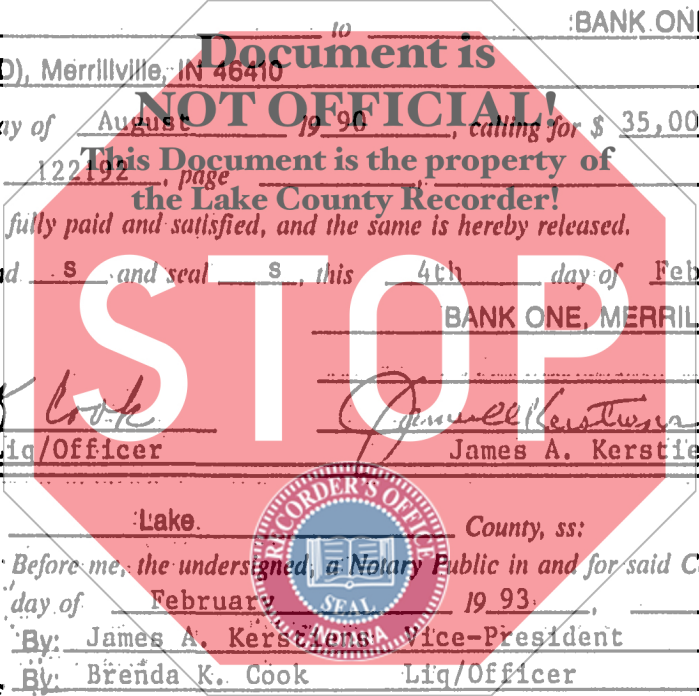 to BANK ONE
Document is
D), Merrillville, IN 46410
NOT OFFICIAL!
ay of August 19 90, calling for $ 35,00
This Document is the property of
122192, page
the Lake County Recorder!
fully paid and satisfied, and the same is hereby released.
d s and seal s, this 4th day of Feb
STOP
BANK ONE, MERRIL
Cook
iq/Officer James A. Kerstie
RECORDER'S OFFICE
Lake County, ss:
Before me, the undersigned, a Notary Public in and for said C
SEAL
day of February 19 93,
INDIANA
By: James A. Kerstiens Vice-President
By: Brenda K. Cook Liq/Officer